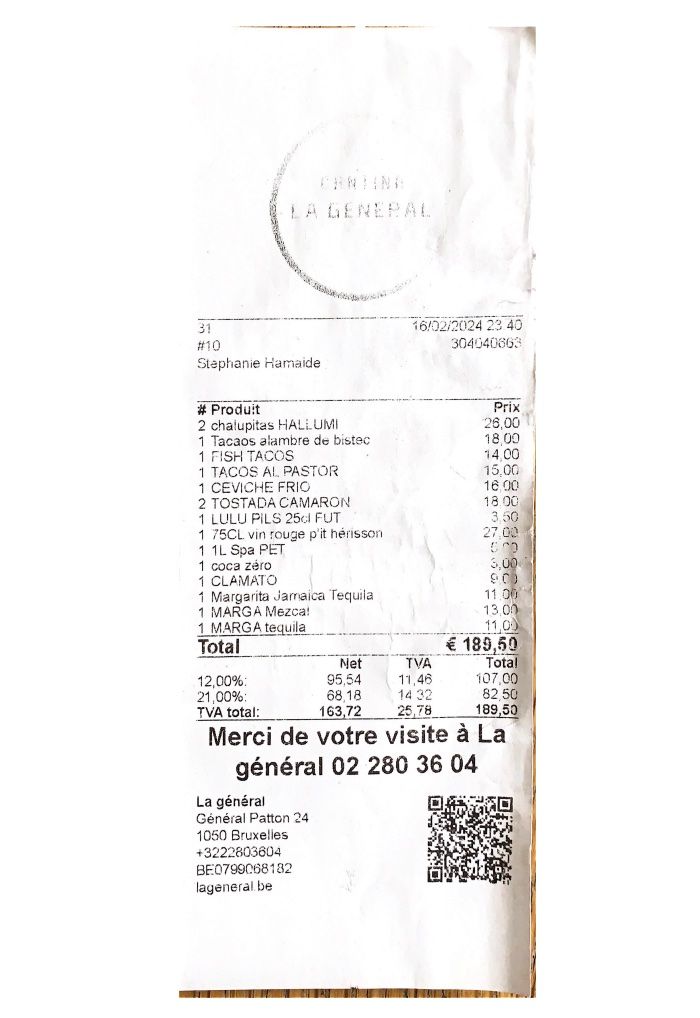 CANTINA
LA GENERAL
31 16/02/2024 23 40
#10 304040663
Stephanie Hamaide
# Produit Prix
2 chalupitas HALLUMI 26,00
1 Tacaos alambre de bistec 18,00
1 FISH TACOS 14,00
1 TACOS AL PASTOR 15,00
1 CEVICHE FRIO 16,00
2 TOSTADA CAMARON 18,00
1 LULU PILS 25cl FUT 3,50
1 75CL vin rouge p'it hérisson 27,00
1 1L Spa PET
1 coca zéro 3,00
1 CLAMATO 9,00
1 Margarita Jamaica Tequila 11,00
1 MARGA Mezcal 13,00
1 MARGA tequila 11,00
Total € 189,50
Net TVA Total
12,00%: 95,54 11,46 107,00
21,00%: 68,18 14,32 82,50
TVA total: 163,72 25,78 189,50
Merci de votre visite à La
général 02 280 36 04
La général
Général Patton 24
1050 Bruxelles
+3222803604
BE0799068182
lageneral.be